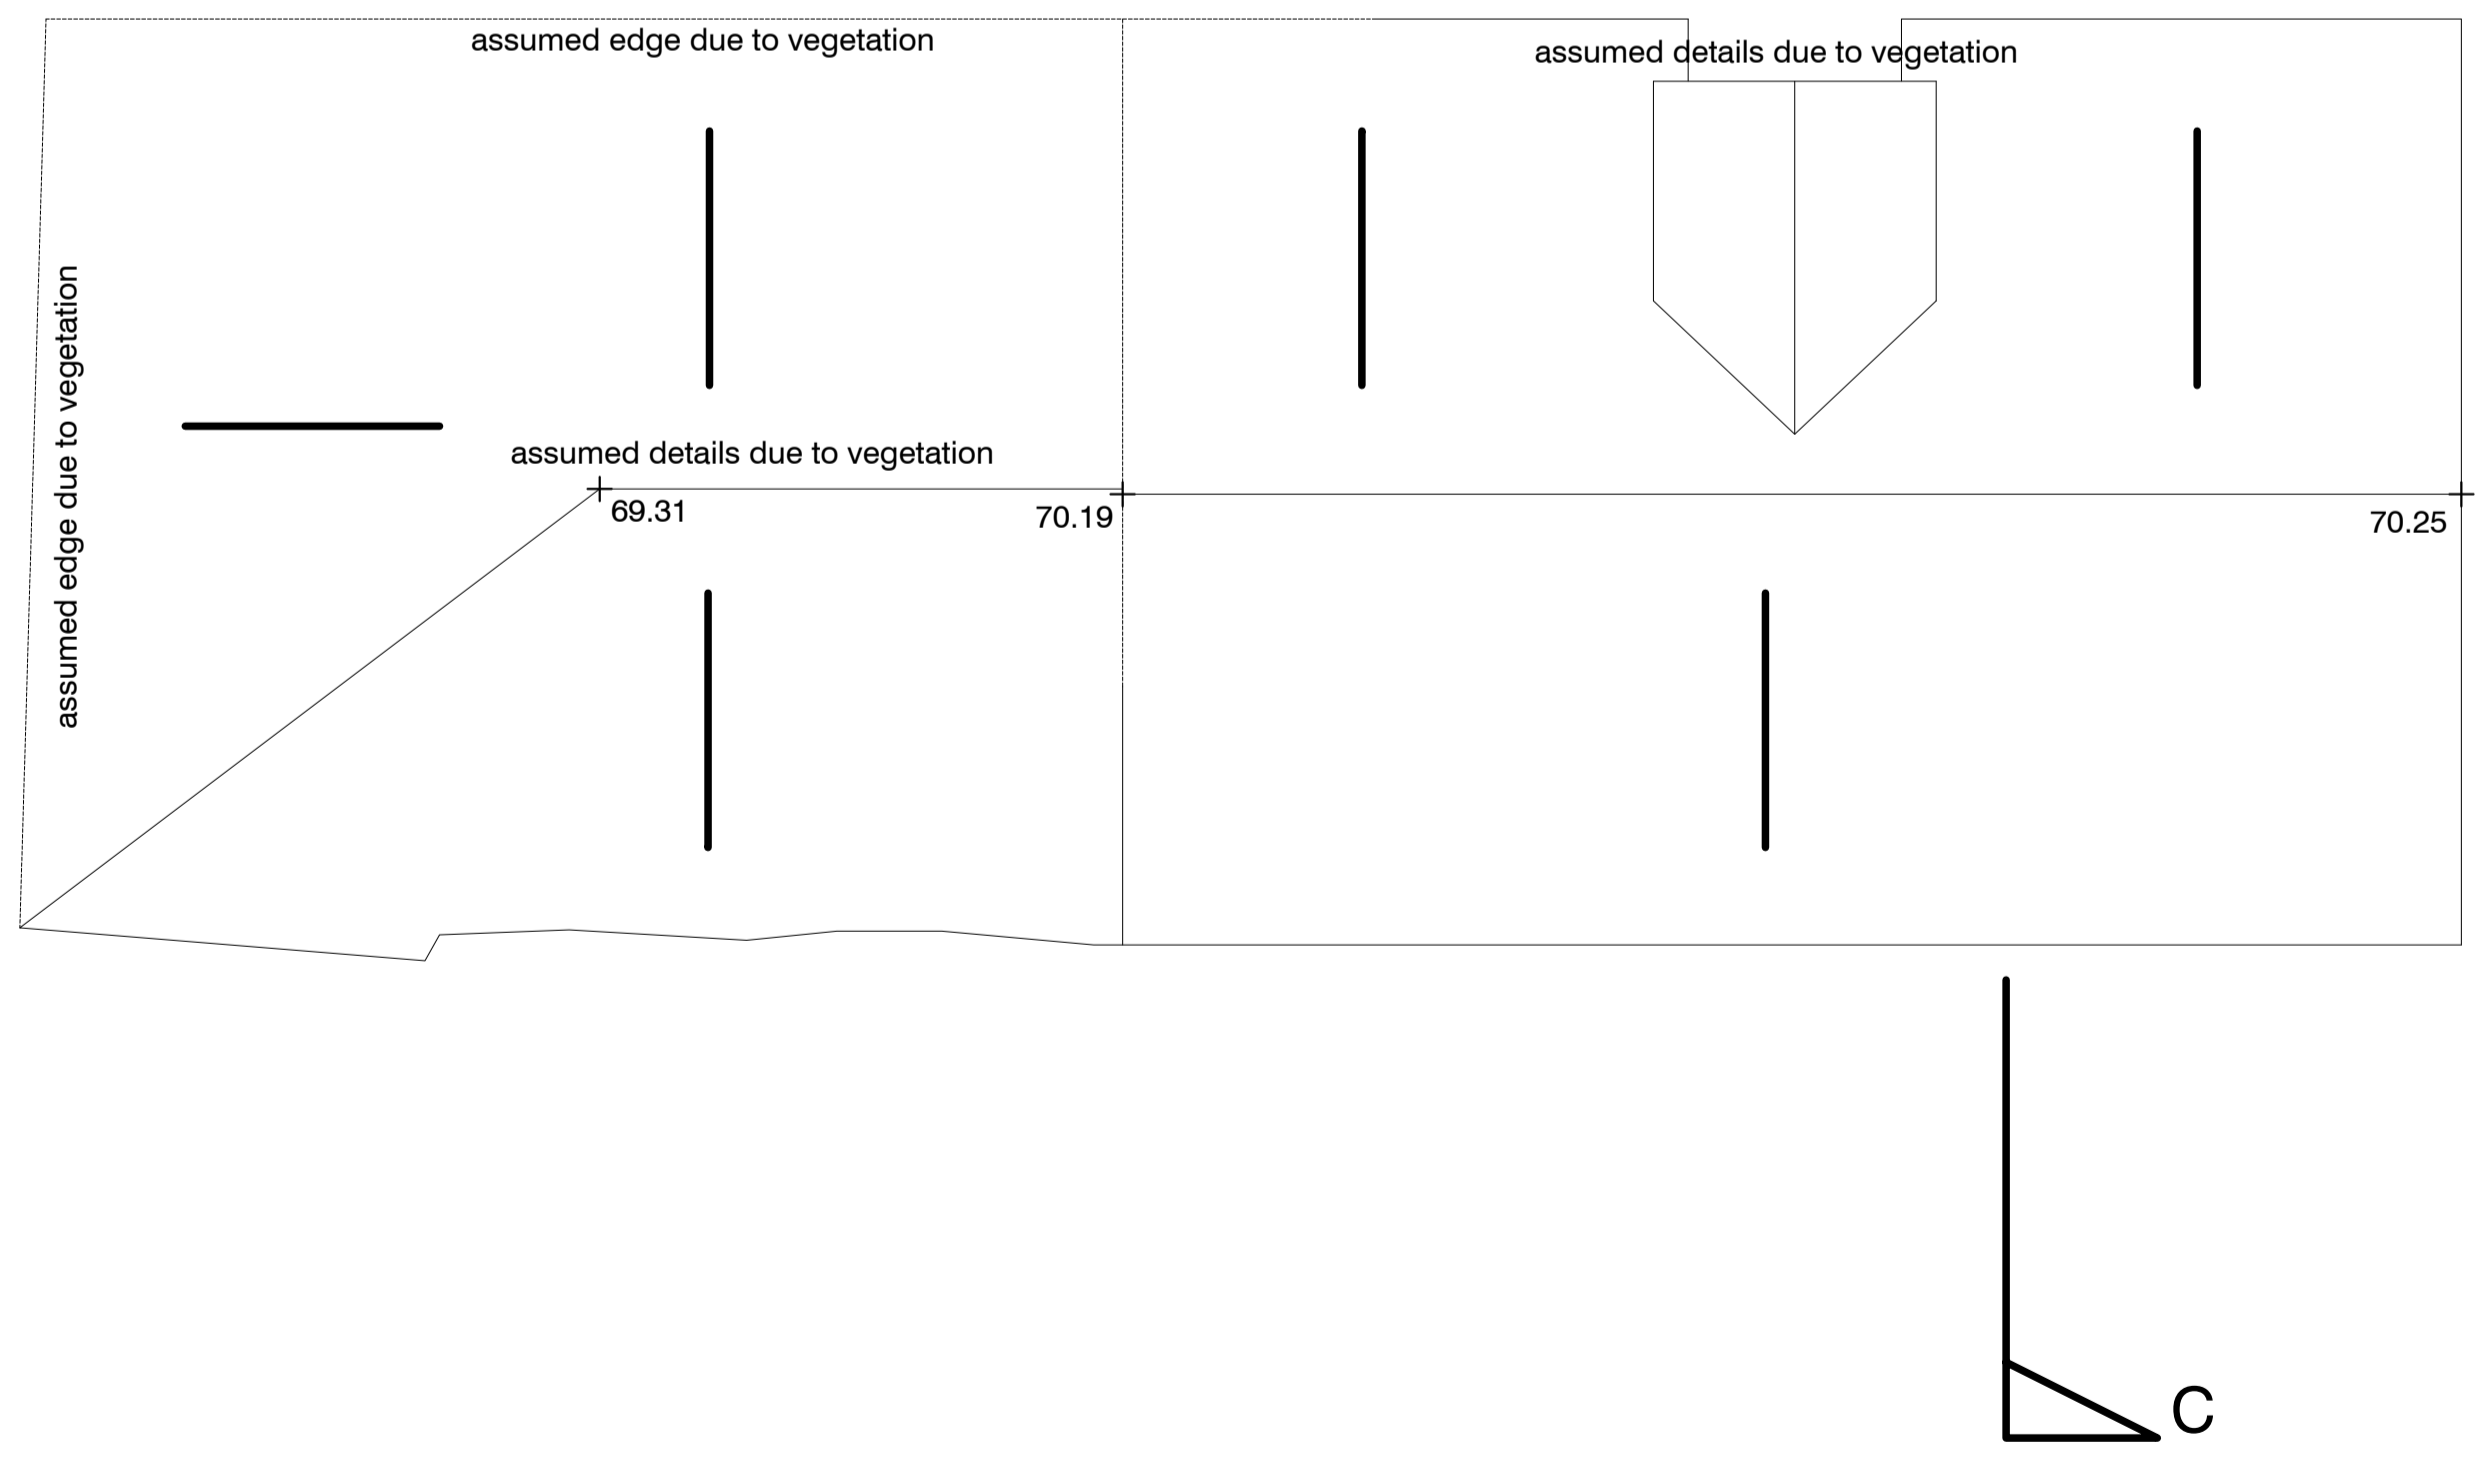 assumed edge due to vegetation
assumed details due to vegetation
assumed edge due to vegetation
assumed details due to vegetation
69.31
70.19
70.25
C